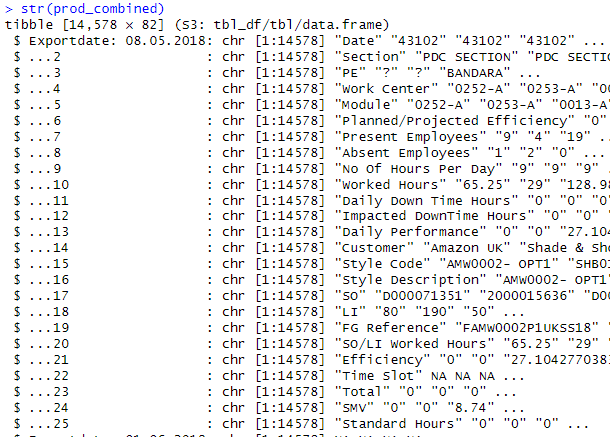 > str(prod_combined)
tibble [14,578 × 82] (S3: tbl_df/tbl/data.frame)
$ Exportdate: 08.05.2018: chr [1:14578] "Date" "43102" "43102" "43102" ...
$ ...2 : chr [1:14578] "Section" "PDC SECTION" "PDC SECTI
$ ...3 : chr [1:14578] "PE" "?" "?" "BANDARA" ...
$ ...4 : chr [1:14578] "Work Center" "0252-A" "0253-A" "00
$ ...5 : chr [1:14578] "Module" "0252-A" "0253-A" "0013-A
$ ...6 : chr [1:14578] "Planned/Projected Efficiency" "0"
$ ...7 : chr [1:14578] "Present Employees" "9" "4" "19" ...
$ ...8 : chr [1:14578] "Absent Employees" "1" "2" "0" ...
$ ...9 : chr [1:14578] "No Of Hours Per Day" "9" "9" "9" .
$ ...10 : chr [1:14578] "Worked Hours" "65.25" "29" "128.98
$ ...11 : chr [1:14578] "Daily Down Time Hours" "0" "0" "0"
$ ...12 : chr [1:14578] "Impacted DownTime Hours" "0" "0" "
$ ...13 : chr [1:14578] "Daily Performance" "0" "0" "27.104
$ ...14 : chr [1:14578] "Customer" "Amazon UK" "Shade & Sho
$ ...15 : chr [1:14578] "Style Code" "AMW0002- OPT1" "SHB01
$ ...16 : chr [1:14578] "Style Description" "AMW0002- OPT1"
$ ...17 : chr [1:14578] "SO" "D000071351" "2000015636" "D00
$ ...18 : chr [1:14578] "LI" "80" "190" "50" ...
$ ...19 : chr [1:14578] "FG Reference" "FAMW0002P1UKSS18" "
$ ...20 : chr [1:14578] "SO/LI Worked Hours" "65.25" "29" "
$ ...21 : chr [1:14578] "Efficiency" "0" "0" "27.1042770381
$ ...22 : chr [1:14578] "Time Slot" NA NA NA ...
$ ...23 : chr [1:14578] "Total" "0" "0" "0" ...
$ ...24 : chr [1:14578] "SMV" "0" "0" "8.74" ...
$ ...25 : chr [1:14578] "Standard Hours" "0" "0" "0" ...